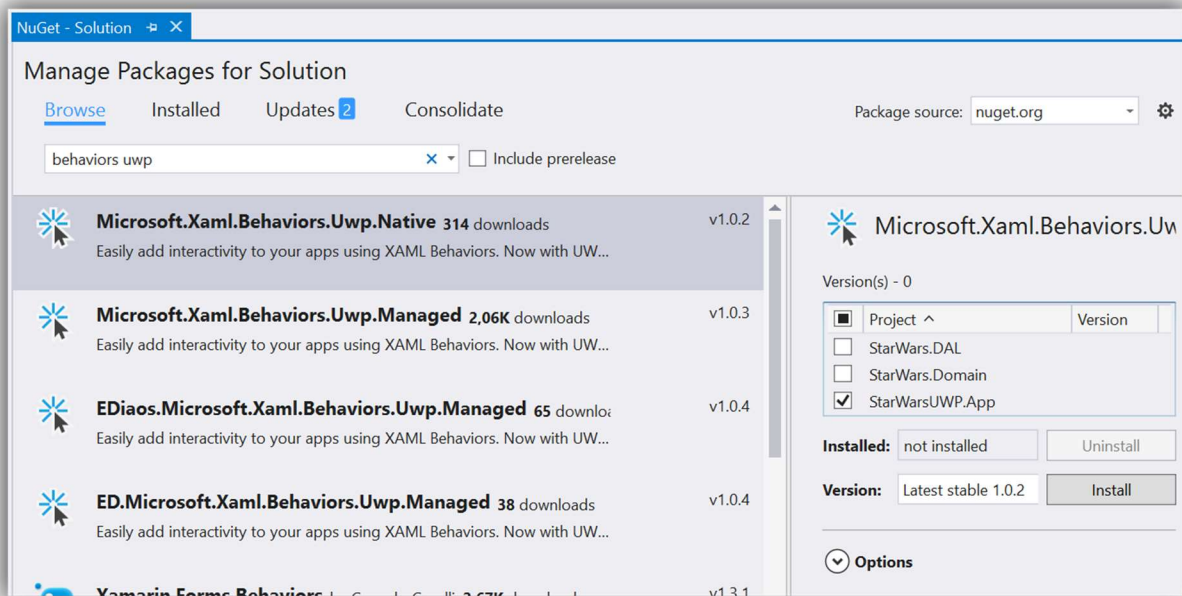 NuGet - Solution
Manage Packages for Solution
Browse Installed Updates 2 Consolidate
Package source: nuget.org
behaviors uwp
Include prerelease
Microsoft.Xaml.Behaviors.Uwp.Native 314 downloads v1.0.2
Easily add interactivity to your apps using XAML Behaviors. Now with UW...
Microsoft.Xaml.Behaviors.Uwp.Managed 2,06K downloads v1.0.3
Easily add interactivity to your apps using XAML Behaviors. Now with UW...
EDiaos.Microsoft.Xaml.Behaviors.Uwp.Managed 65 downloa v1.0.4
Easily add interactivity to your apps using XAML Behaviors. Now with UW...
ED.Microsoft.Xaml.Behaviors.Uwp.Managed 38 downloads v1.0.4
Easily add interactivity to your apps using XAML Behaviors. Now with UW...
Xamarin.Forms.Behaviors v1.3.1
Microsoft.Xaml.Behaviors.Uw
Version(s) - 0
Project Version
StarWars.DAL
StarWars.Domain
StarWarsUWP.App
Installed: not installed Uninstall
Version: Latest stable 1.0.2 Install
Options